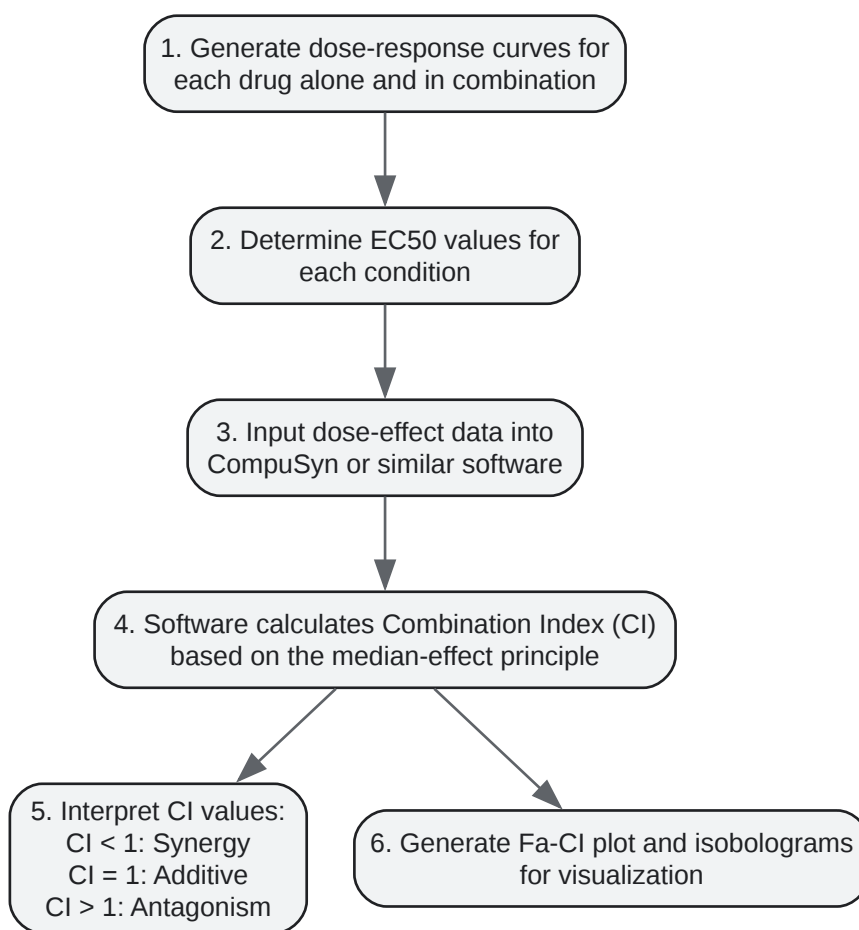 1. Generate dose-response curves for
each drug alone and in combination
2. Determine EC50 values for
each condition
3. Input dose-effect data into
CompuSyn or similar software
4. Software calculates Combination Index (CI)
based on the median-effect principle
5. Interpret CI values:
CI < 1: Synergy
CI = 1: Additive
CI > 1: Antagonism
6. Generate Fa-CI plot and isobolograms
for visualization